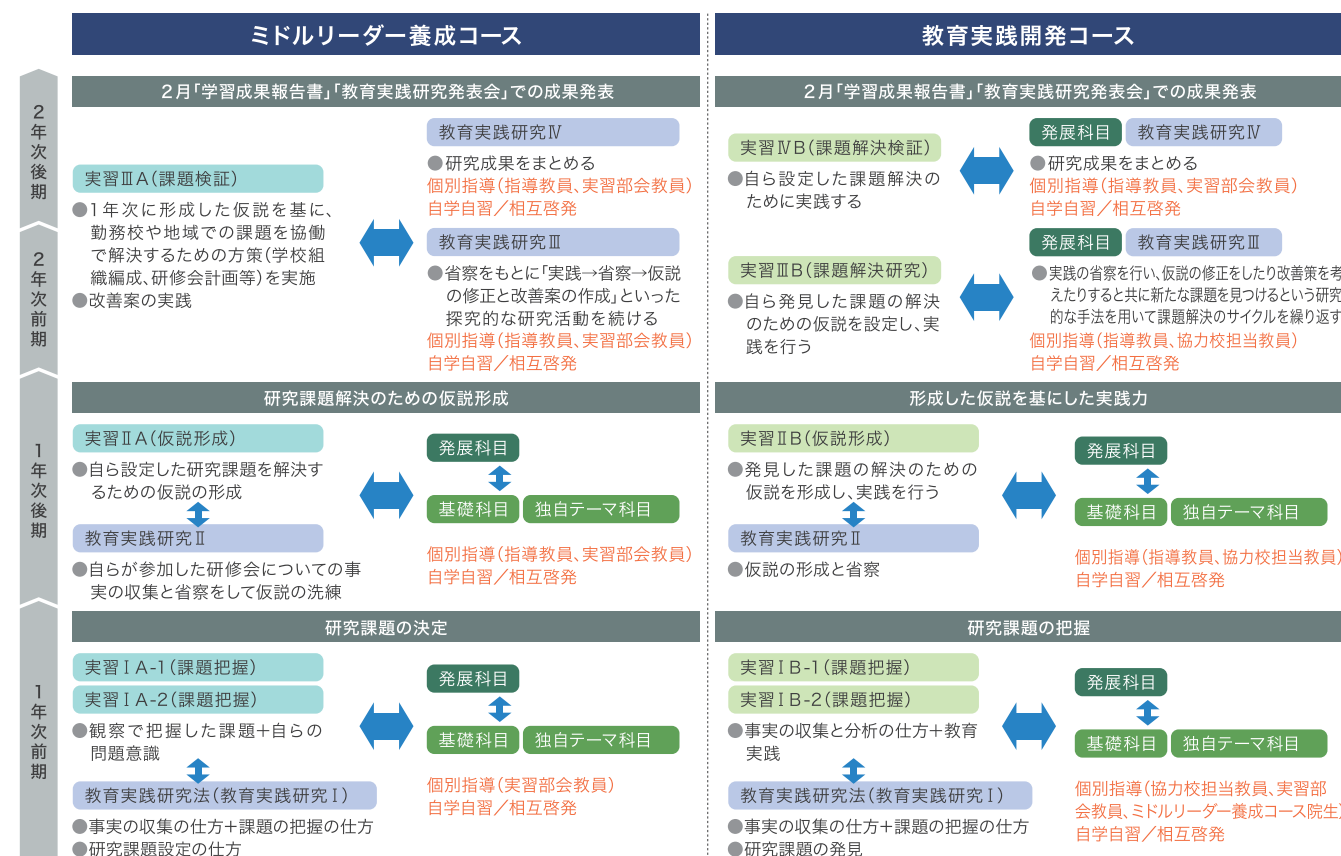 ミドルリーダー養成コース
2年次後期
2年次前期
1年次後期
1年次前期
2月「学習成果報告書」「教育実践研究発表会」での成果発表
実習ⅢA(課題検証)
●1年次に形成した仮説を基に、
勤務校や地域での課題を協働
で解決するための方策(学校組
織編成、研修会計画等)を実施
●改善案の実践
教育実践研究Ⅳ
●研究成果をまとめる
個別指導(指導教員、実習部会教員)
自学自習／相互啓発
教育実践研究Ⅲ
●省察をもとに「実践→省察→仮説
の修正と改善案の作成」といった
探究的な研究活動を続ける
個別指導(指導教員、実習部会教員)
自学自習／相互啓発
研究課題解決のための仮説形成
実習ⅡA(仮説形成)
●自ら設定した研究課題を解決す
るための仮説の形成
教育実践研究Ⅱ
●自らが参加した研修会についての事
実の収集と省察をして仮説の洗練
発展科目
基礎科目 独自テーマ科目
個別指導(指導教員、実習部会教員)
自学自習／相互啓発
研究課題の決定
実習ⅠA-1(課題把握)
実習ⅠA-2(課題把握)
●観察で把握した課題+自らの
問題意識
教育実践研究法(教育実践研究Ⅰ)
●事実の収集の仕方+課題の把握の仕方
●研究課題設定の仕方
発展科目
基礎科目 独自テーマ科目
個別指導(実習部会教員)
自学自習／相互啓発
教育実践開発コース
2月「学習成果報告書」「教育実践研究発表会」での成果発表
実習ⅣB(課題解決検証)
●自ら設定した課題解決の
ために実践する
発展科目 教育実践研究Ⅳ
●研究成果をまとめる
個別指導(指導教員、実習部会教員)
自学自習／相互啓発
実習ⅢB(課題解決研究)
●自ら発見した課題の解決
のための仮説を設定し、実
践を行う
発展科目 教育実践研究Ⅲ
●実践の省察を行い、仮説の修正をしたり改善策を考
えたりすると共に新たな課題を見つけるという研究
的な手法を用いて課題解決のサイクルを繰り返す
個別指導(指導教員、協力校担当教員)
自学自習／相互啓発
形成した仮説を基にした実践力
実習ⅡB(仮説形成)
●発見した課題の解決のための
仮説を形成し、実践を行う
教育実践研究Ⅱ
●仮説の形成と省察
発展科目
基礎科目 独自テーマ科目
個別指導(指導教員、協力校担当教員)
自学自習／相互啓発
研究課題の把握
実習ⅠB-1(課題把握)
実習ⅠB-2(課題把握)
●事実の収集と分析の仕方+教育
実践
教育実践研究法(教育実践研究Ⅰ)
●事実の収集の仕方+課題の把握の仕方
●研究課題の発見
発展科目
基礎科目 独自テーマ科目
個別指導(協力校担当教員、実習部
会教員、ミドルリーダー養成コース院生)
自学自習／相互啓発